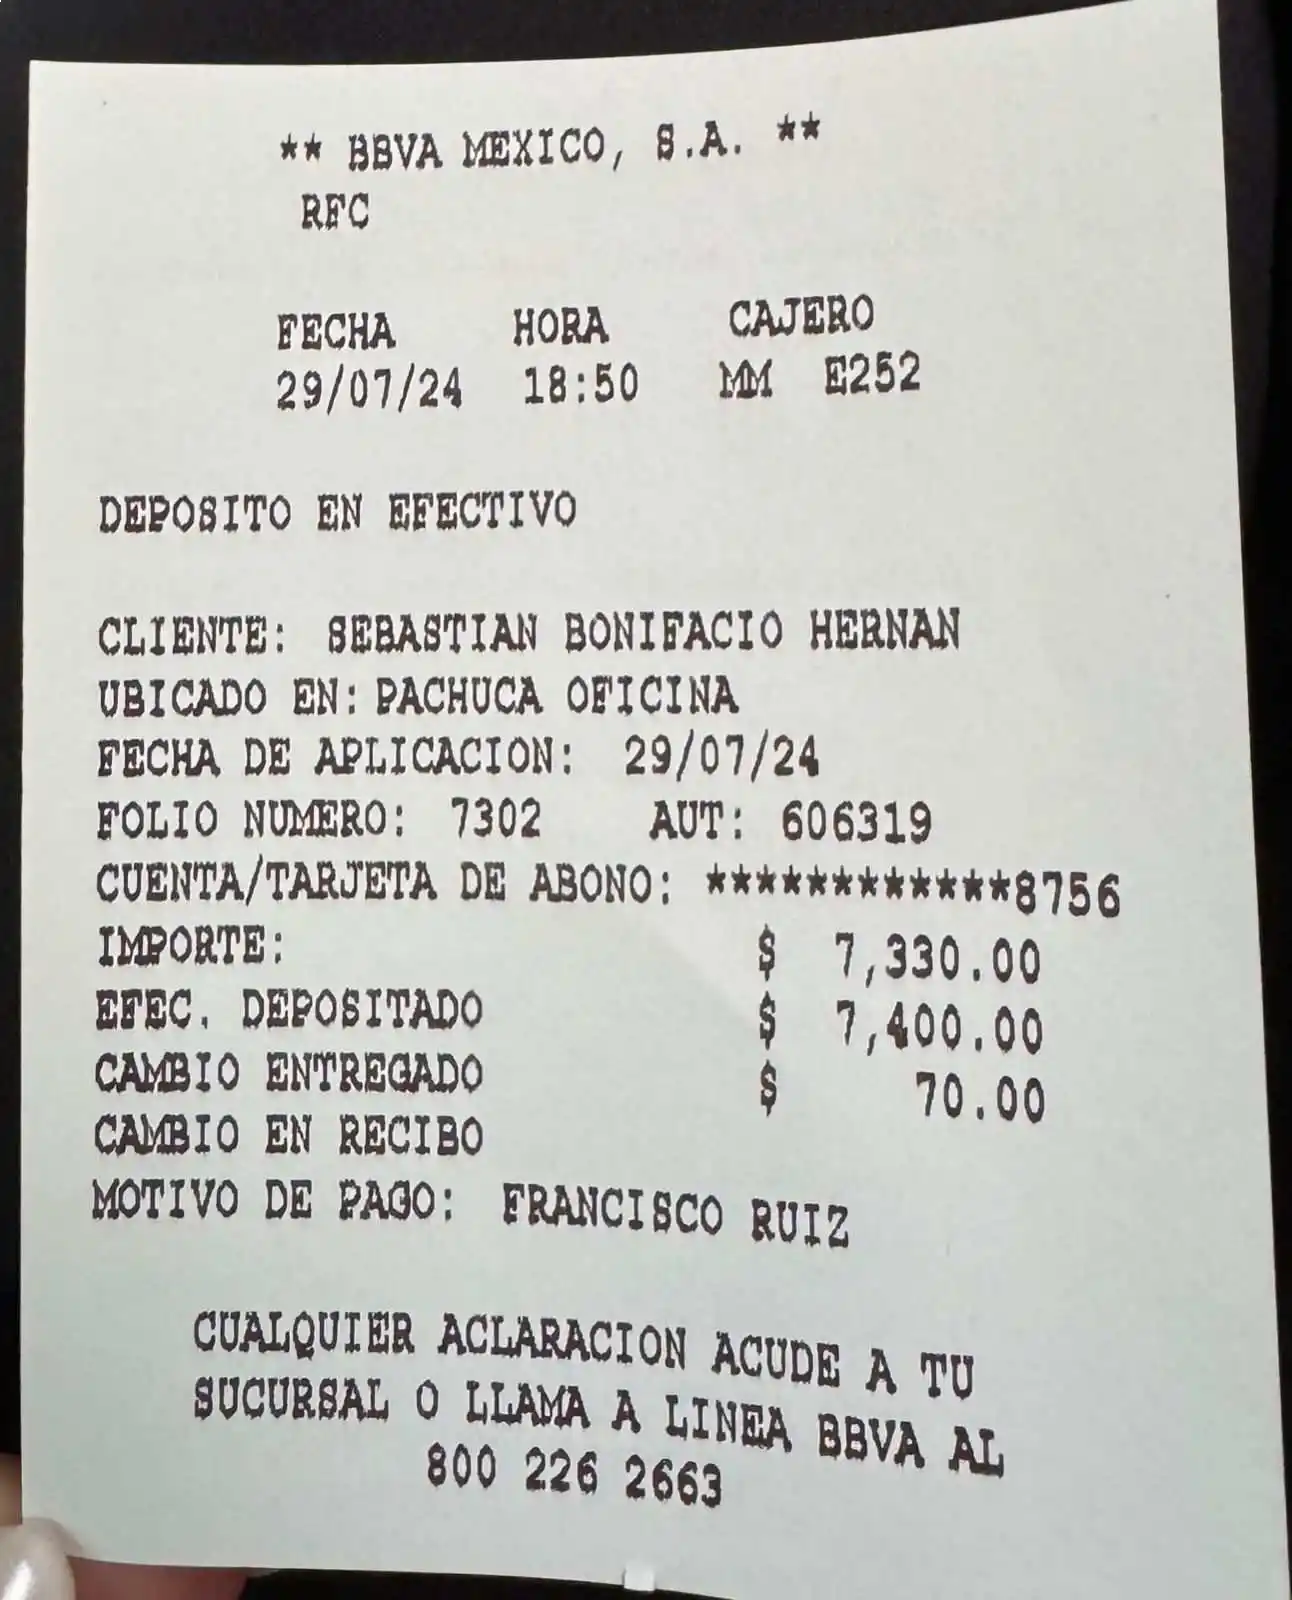 ** BBVA MEXICO, S.A. **
RFC
FECHA HORA CAJERO
29/07/24 18:50 MM E252
DEPOSITO EN EFECTIVO
CLIENTE: SEBASTIAN BONIFACIO HERNAN
UBICADO EN: PACHUCA OFICINA
FECHA DE APLICACION: 29/07/24
FOLIO NUMERO: 7302 AUT: 606319
CUENTA/TARJETA DE ABONO: ************8756
IMPORTE: $ 7,330.00
EFEC. DEPOSITADO $ 7,400.00
CAMBIO ENTREGADO $ 70.00
CAMBIO EN RECIBO
MOTIVO DE PAGO: FRANCISCO RUIZ
CUALQUIER ACLARACION ACUDE A TU
SUCURSAL O LLAMA A LINEA BBVA AL
800 226 2663